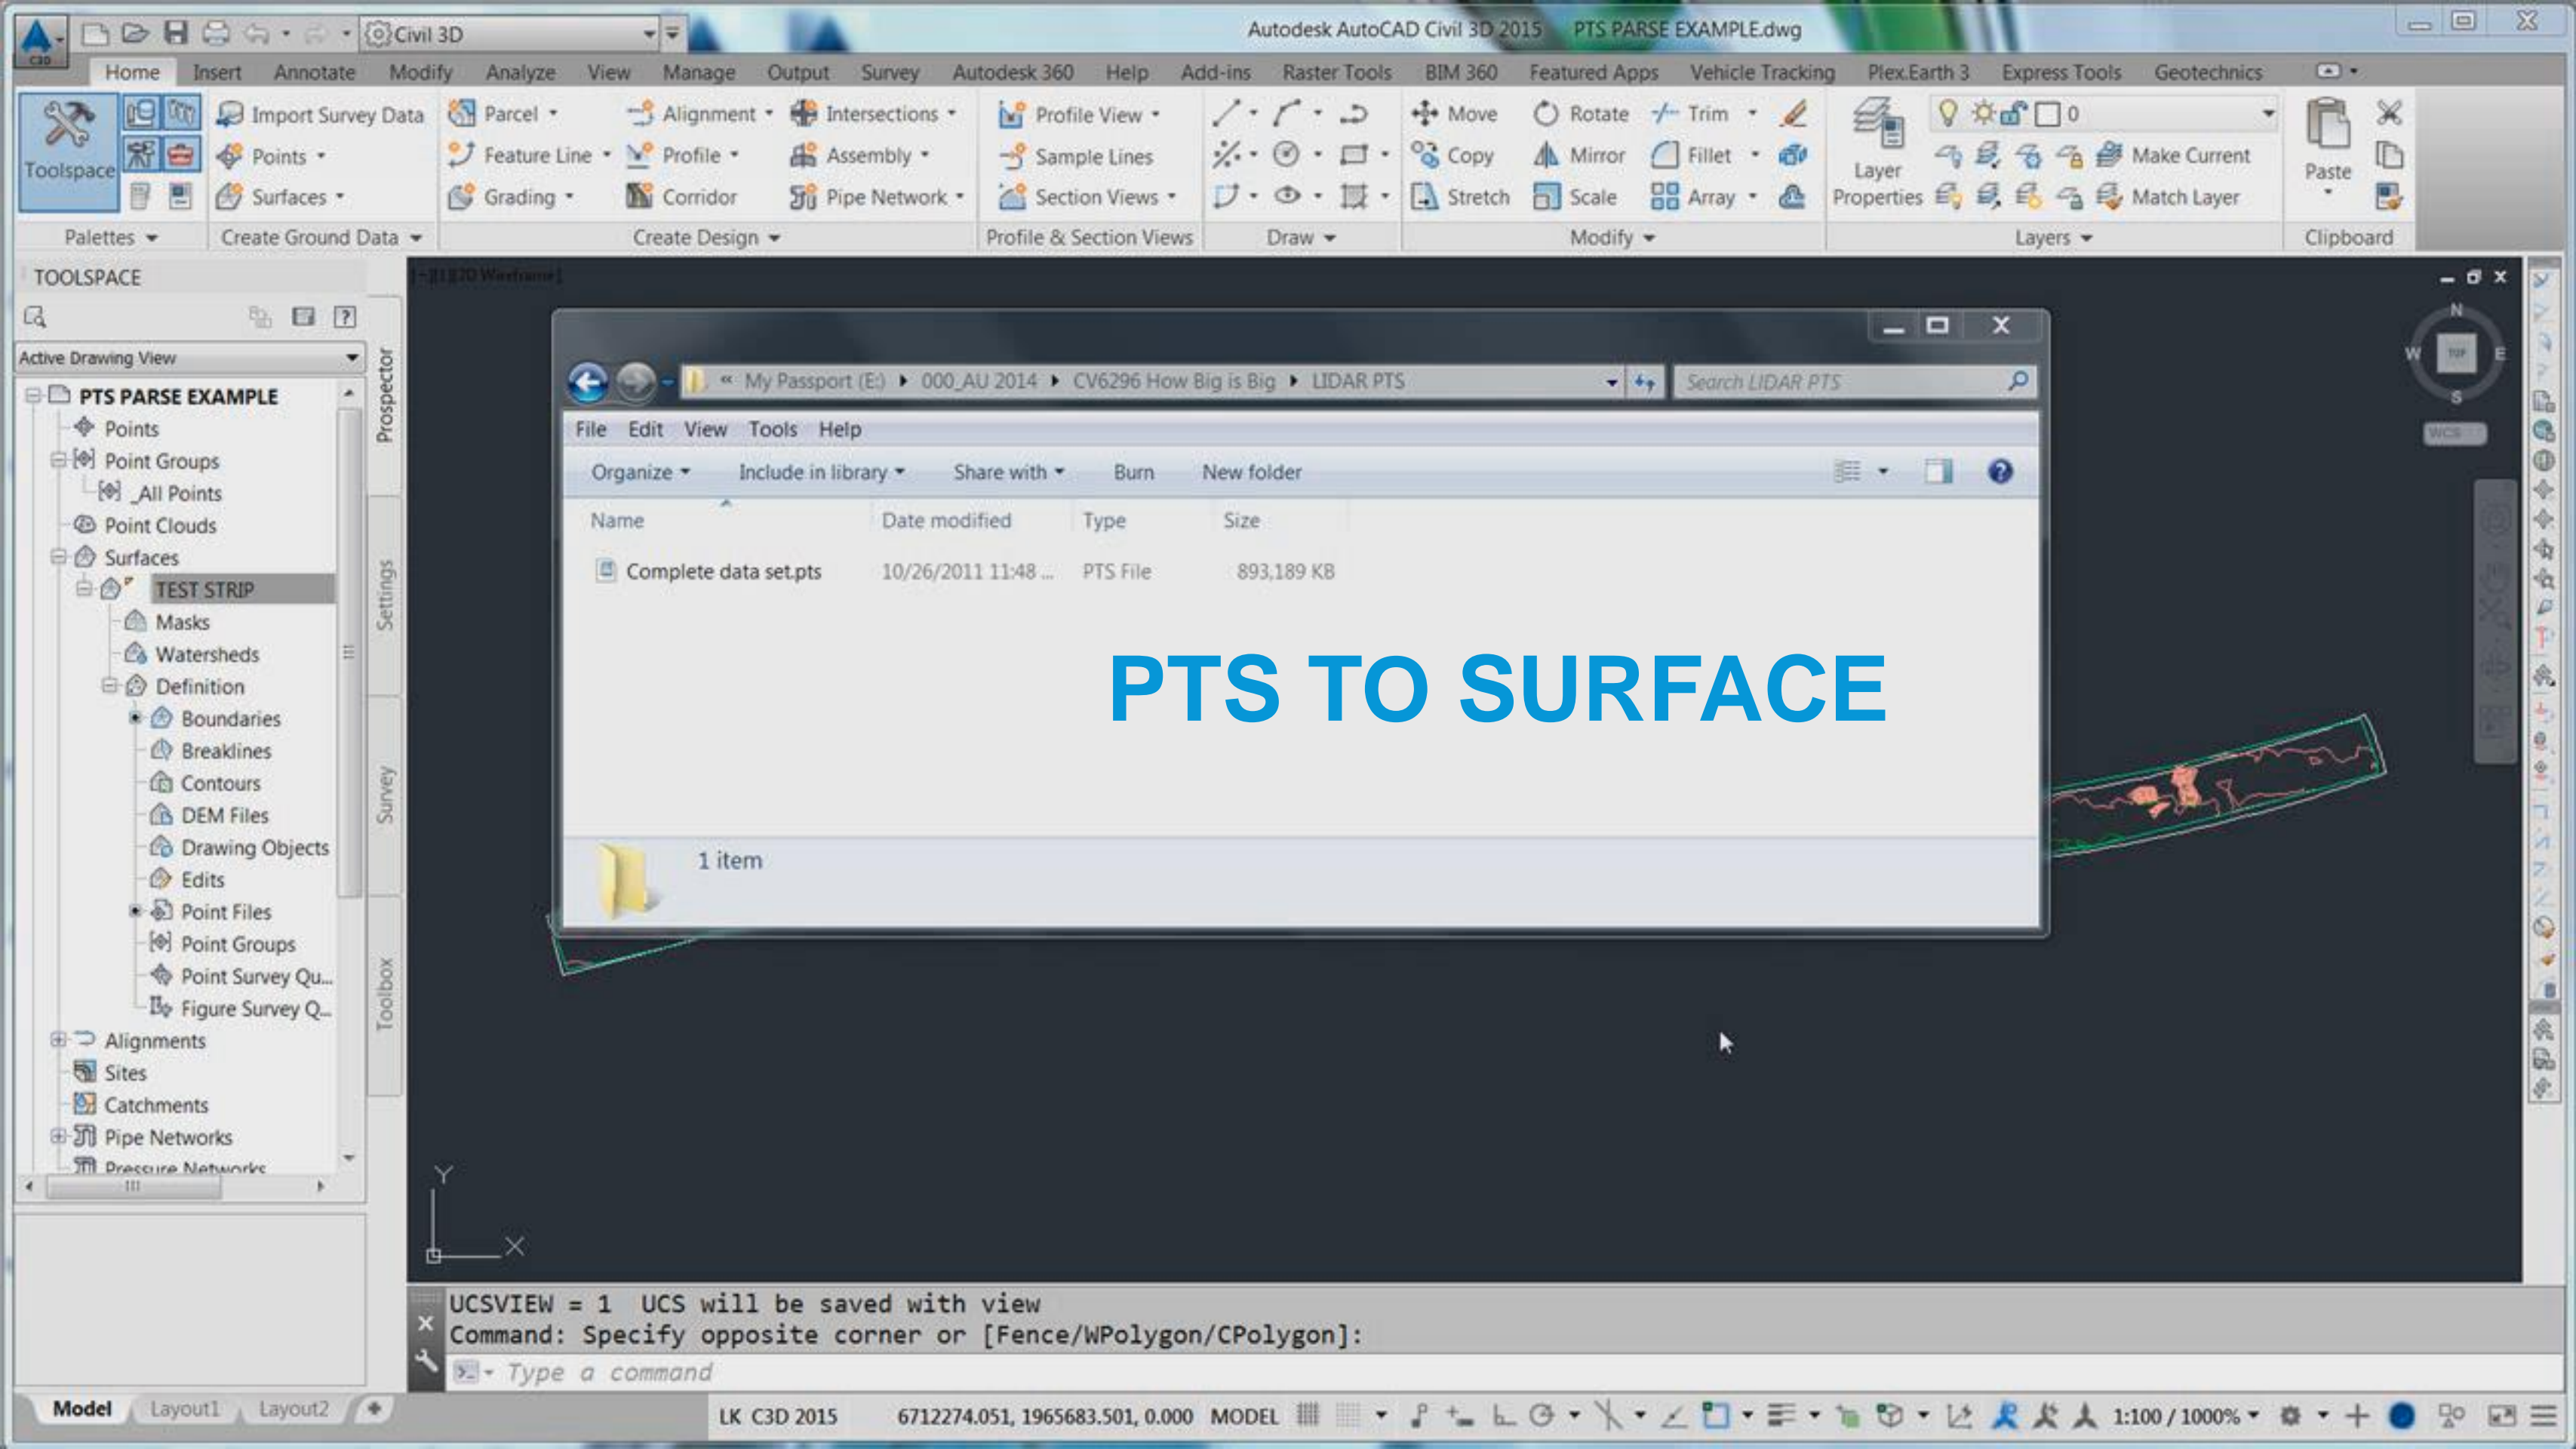 Civil 3D
Autodesk AutoCAD Civil 3D 2015 PTS PARSE EXAMPLE.dwg
C3D
Home Insert Annotate Modify Analyze View Manage Output Survey Autodesk 360 Help Add-ins Raster Tools BIM 360 Featured Apps Vehicle Tracking Plex.Earth 3 Express Tools Geotechnics
Import Survey Data Parcel Alignment Intersections Profile View Move Rotate Trim 0
Toolspace Points Feature Line Profile Assembly Sample Lines Copy Mirror Fillet Layer Properties Make Current Paste
Surfaces Grading Corridor Pipe Network Section Views Stretch Scale Array Match Layer
Palettes Create Ground Data Create Design Profile & Section Views Draw Modify Layers Clipboard
TOOLSPACE
Active Drawing View
PTS PARSE EXAMPLE
Points
Point Groups
_All Points
Point Clouds
Surfaces
TEST STRIP
Masks
Watersheds
Definition
Boundaries
Breaklines
Contours
DEM Files
Drawing Objects
Edits
Point Files
Point Groups
Point Survey Qu...
Figure Survey Q...
Alignments
Sites
Catchments
Pipe Networks
Pressure Networks
Prospector
Settings
Survey
Toolbox
[-][1][2D Wireframe]
« My Passport (E:) 000_AU 2014 CV6296 How Big is Big LIDAR PTS
Search LIDAR PTS
File Edit View Tools Help
Organize Include in library Share with Burn New folder
Name Date modified Type Size
Complete data set.pts 10/26/2011 11:48 ... PTS File 893,189 KB
PTS TO SURFACE
1 item
N
W TOP E
S
WCS
Y
X
UCSVIEW = 1 UCS will be saved with view
Command: Specify opposite corner or [Fence/WPolygon/CPolygon]:
Type a command
Model Layout1 Layout2
LK C3D 2015 6712274.051, 1965683.501, 0.000 MODEL 1:100 / 1000%